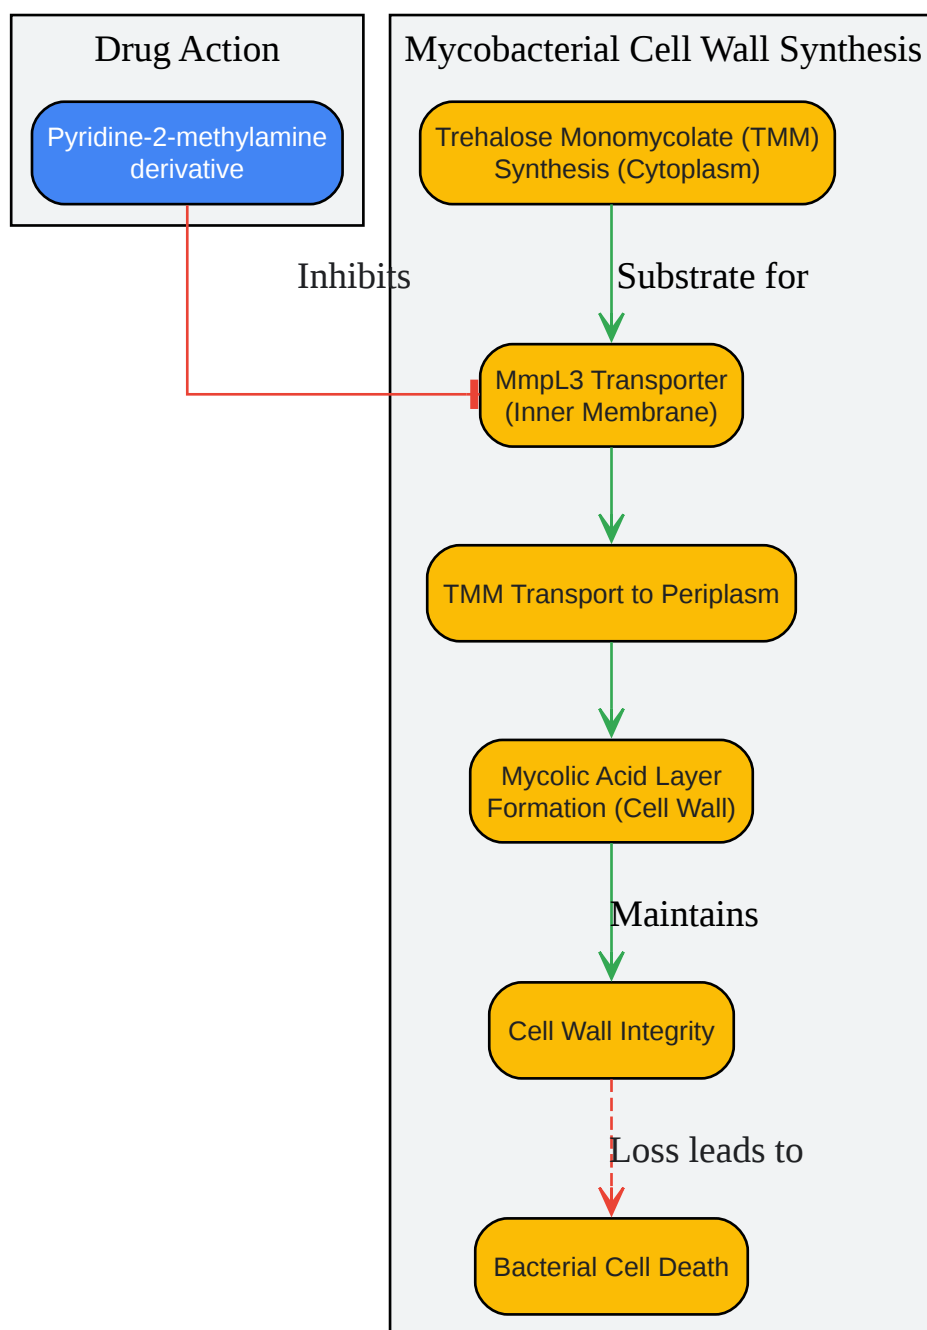 Drug Action
Pyridine-2-methylamine
derivative
Inhibits
Mycobacterial Cell Wall Synthesis
Trehalose Monomycolate (TMM)
Synthesis (Cytoplasm)
Substrate for
MmpL3 Transporter
(Inner Membrane)
TMM Transport to Periplasm
Mycolic Acid Layer
Formation (Cell Wall)
Maintains
Cell Wall Integrity
Loss leads to
Bacterial Cell Death